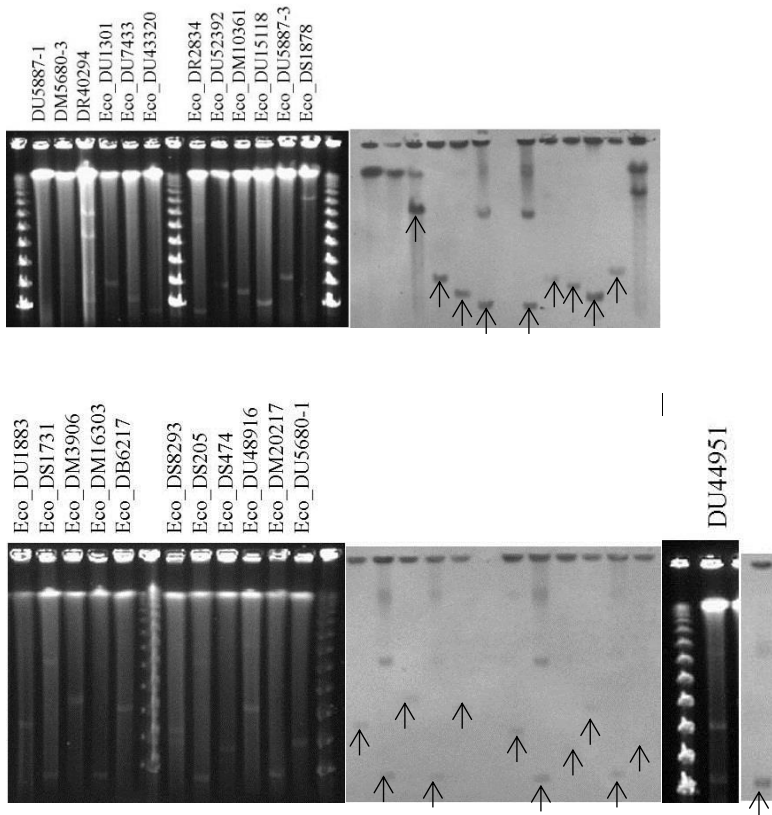 DU5887-1
DM5680-3
DR40294
Eco_DU1301
Eco_DU7433
Eco_DU43320
Eco_DR2834
Eco_DU52392
Eco_DM10361
Eco_DU15118
Eco_DU5887-3
Eco_DS1878
Eco_DU1883
Eco_DS1731
Eco_DM3906
Eco_DM16303
Eco_DB6217
Eco_DS8293
Eco_DS205
Eco_DS474
Eco_DU48916
Eco_DM20217
Eco_DU5680-1
DU44951